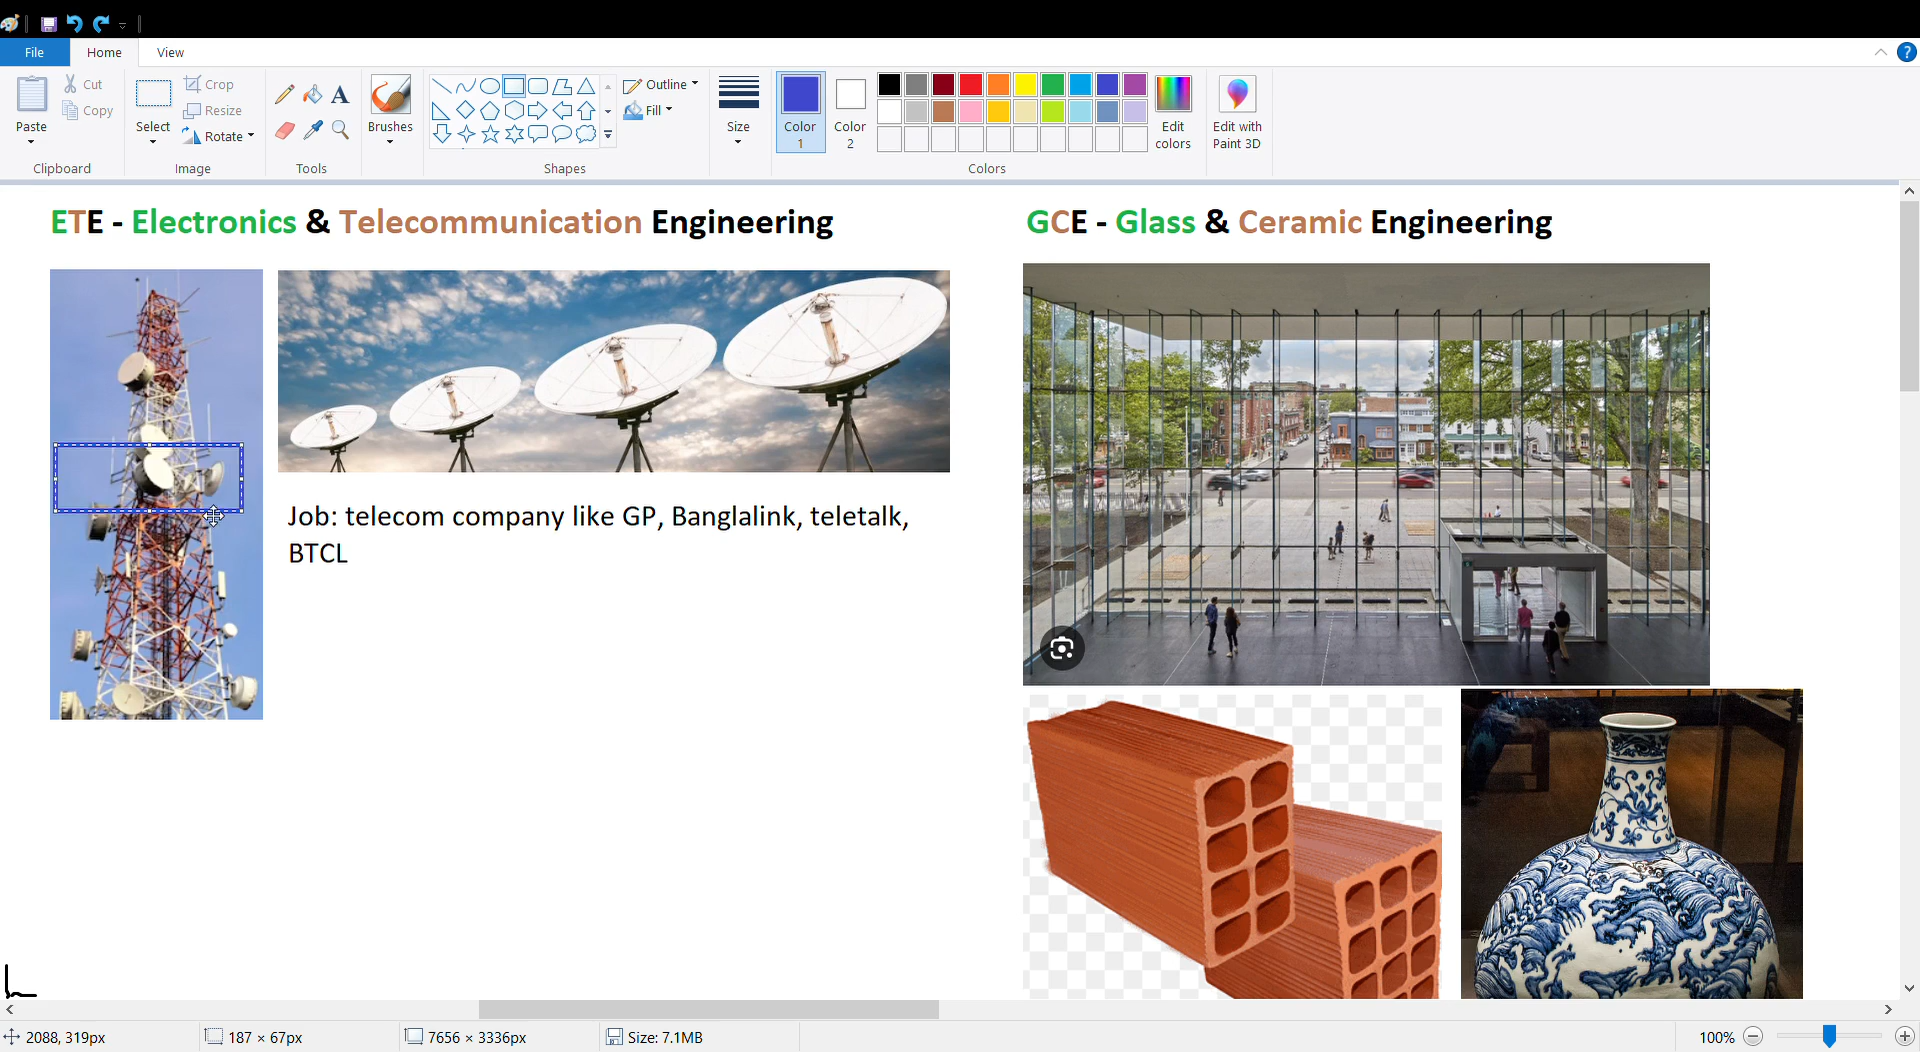 File Home View
Paste Cut Copy Clipboard
Select Crop Resize Rotate Image
Tools
Brushes
Outline Fill Shapes
Size
Color 1
Color 2
Edit colors
Colors
Edit with Paint 3D
ETE - Electronics & Telecommunication Engineering
GCE - Glass & Ceramic Engineering
Job: telecom company like GP, Banglalink, teletalk,
BTCL
2088, 319px 187 × 67px 7656 × 3336px Size: 7.1MB 100%